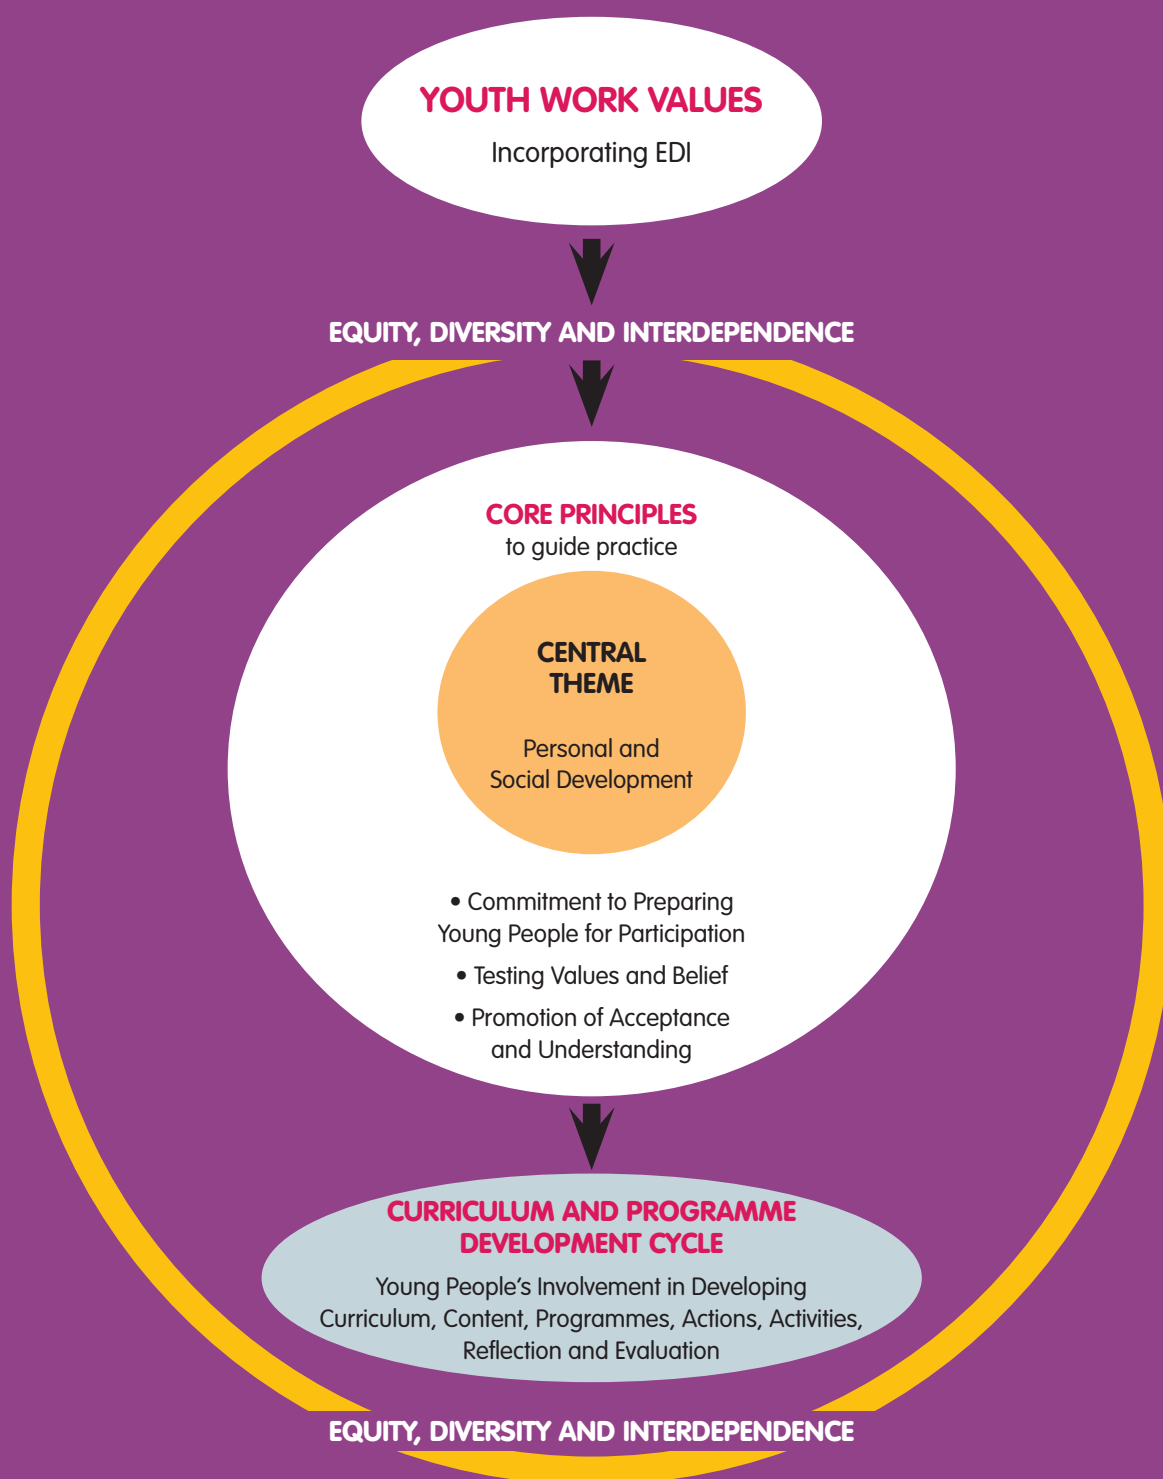 YOUTH WORK VALUES
Incorporating EDI
EQUITY, DIVERSITY AND INTERDEPENDENCE
CORE PRINCIPLES
to guide practice
CENTRAL
THEME
Personal and
Social Development
• Commitment to Preparing
Young People for Participation
• Testing Values and Belief
• Promotion of Acceptance
and Understanding
CURRICULUM AND PROGRAMME
DEVELOPMENT CYCLE
Young People’s Involvement in Developing
Curriculum, Content, Programmes, Actions, Activities,
Reflection and Evaluation
EQUITY, DIVERSITY AND INTERDEPENDENCE